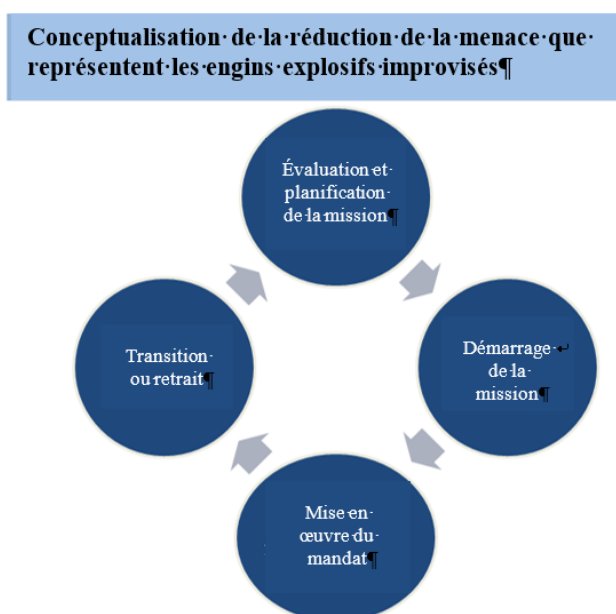 Conceptualisation de la réduction de la menace que
représentent les engins explosifs improvisés¶
Évaluation et
planification
de la mission¶
Démarrage ↵
de la
mission¶
Mise en
œuvre du
mandat¶
Transition
ou retrait¶